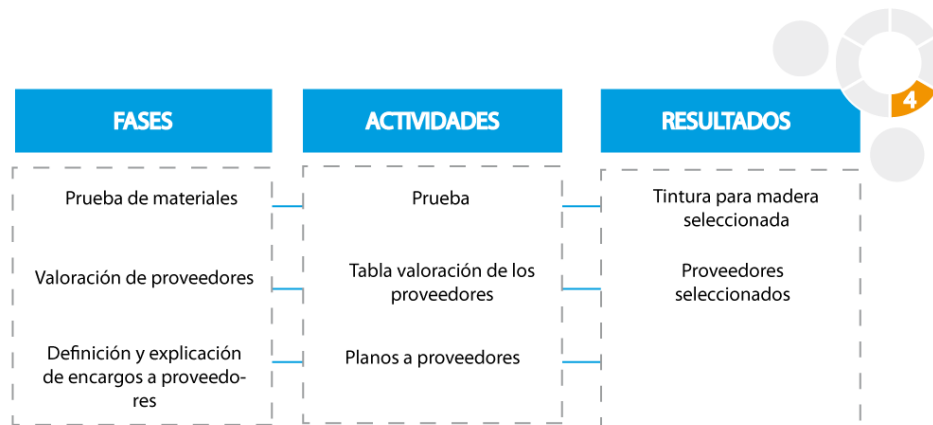 4
FASES
ACTIVIDADES
RESULTADOS
Prueba de materiales
Prueba
Tintura para madera
seleccionada
Valoración de proveedores
Tabla valoración de los
proveedores
Proveedores
seleccionados
Definición y explicación
de encargos a proveedo-
res
Planos a proveedores